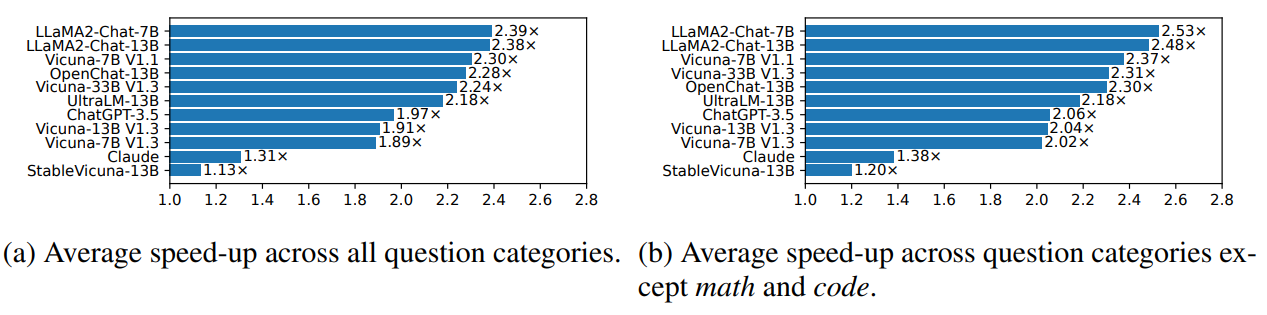 LLaMA2-Chat-7B 2.39×
LLaMA2-Chat-13B 2.38×
Vicuna-7B V1.1 2.30×
OpenChat-13B 2.28×
Vicuna-33B V1.3 2.24×
UltraLM-13B 2.18×
ChatGPT-3.5 1.97×
Vicuna-13B V1.3 1.91×
Vicuna-7B V1.3 1.89×
Claude 1.31×
StableVicuna-13B 1.13×
1.0 1.2 1.4 1.6 1.8 2.0 2.2 2.4 2.6 2.8
(a) Average speed-up across all question categories.
LLaMA2-Chat-7B 2.53×
LLaMA2-Chat-13B 2.48×
Vicuna-7B V1.1 2.37×
Vicuna-33B V1.3 2.31×
OpenChat-13B 2.30×
UltraLM-13B 2.18×
ChatGPT-3.5 2.06×
Vicuna-13B V1.3 2.04×
Vicuna-7B V1.3 2.02×
Claude 1.38×
StableVicuna-13B 1.20×
1.0 1.2 1.4 1.6 1.8 2.0 2.2 2.4 2.6 2.8
(b) Average speed-up across question categories ex-
cept math and code.